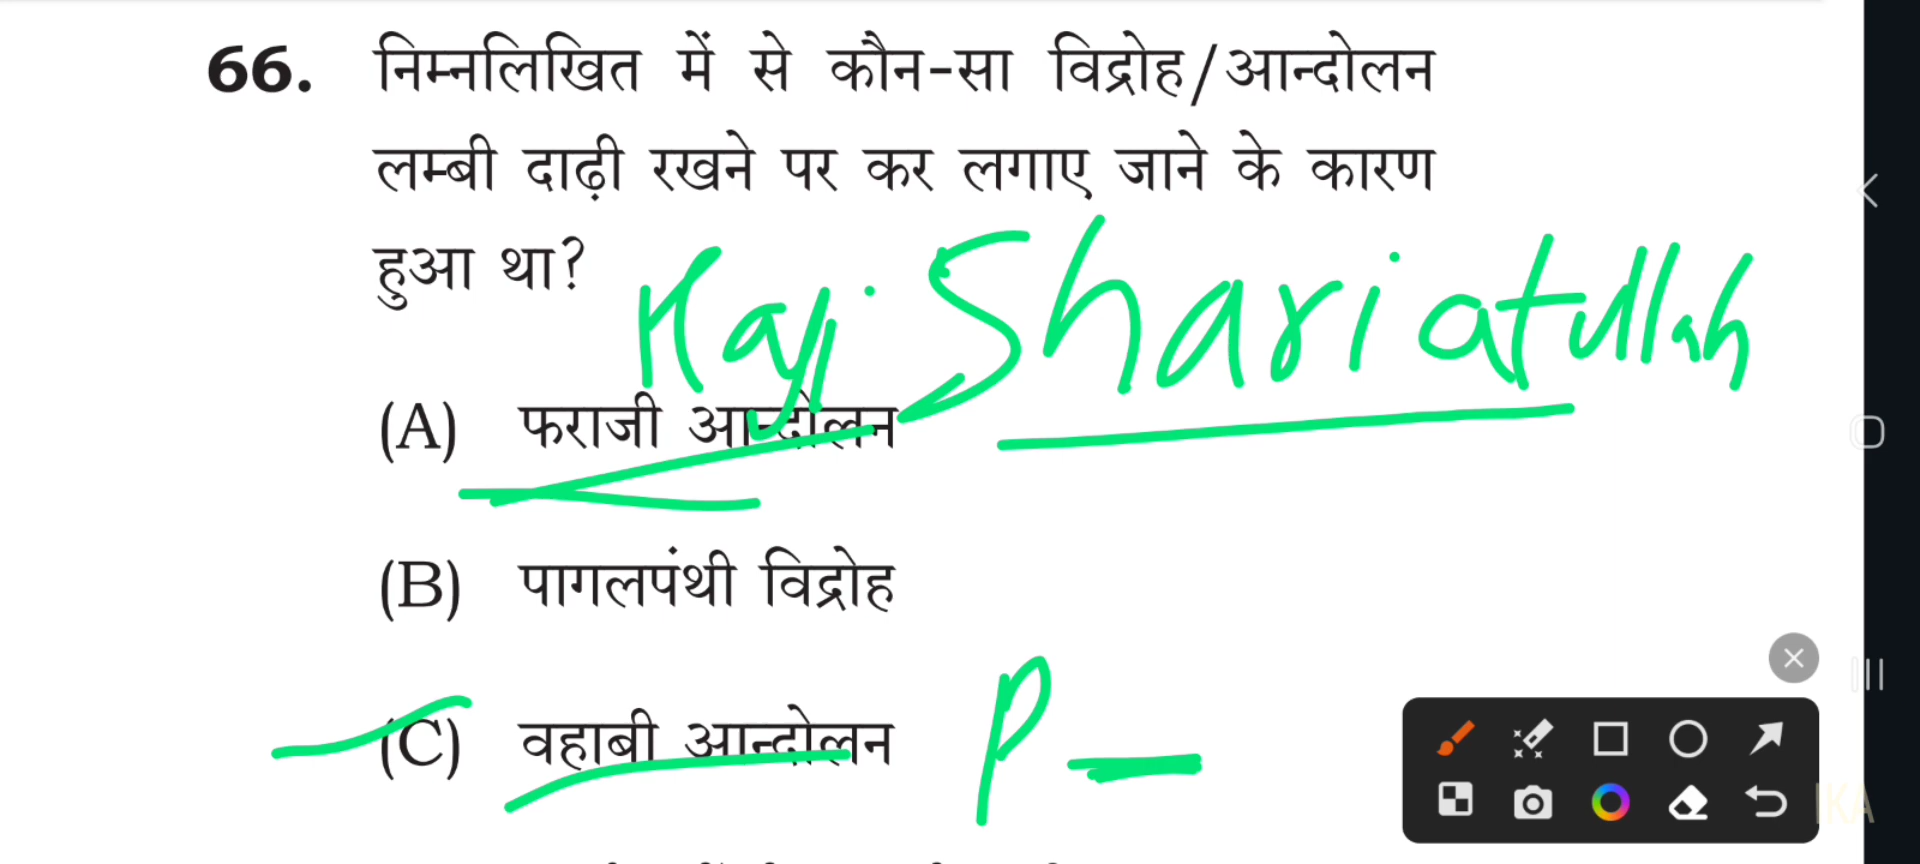 66. निम्नलिखित में से कौन-सा विद्रोह/आन्दोलन
लम्बी दाढ़ी रखने पर कर लगाए जाने के कारण
हुआ था?
Haji Shariatullah
(A) फराजी आन्दोलन
(B) पागलपंथी विद्रोह
(C) वहाबी आन्दोलन P